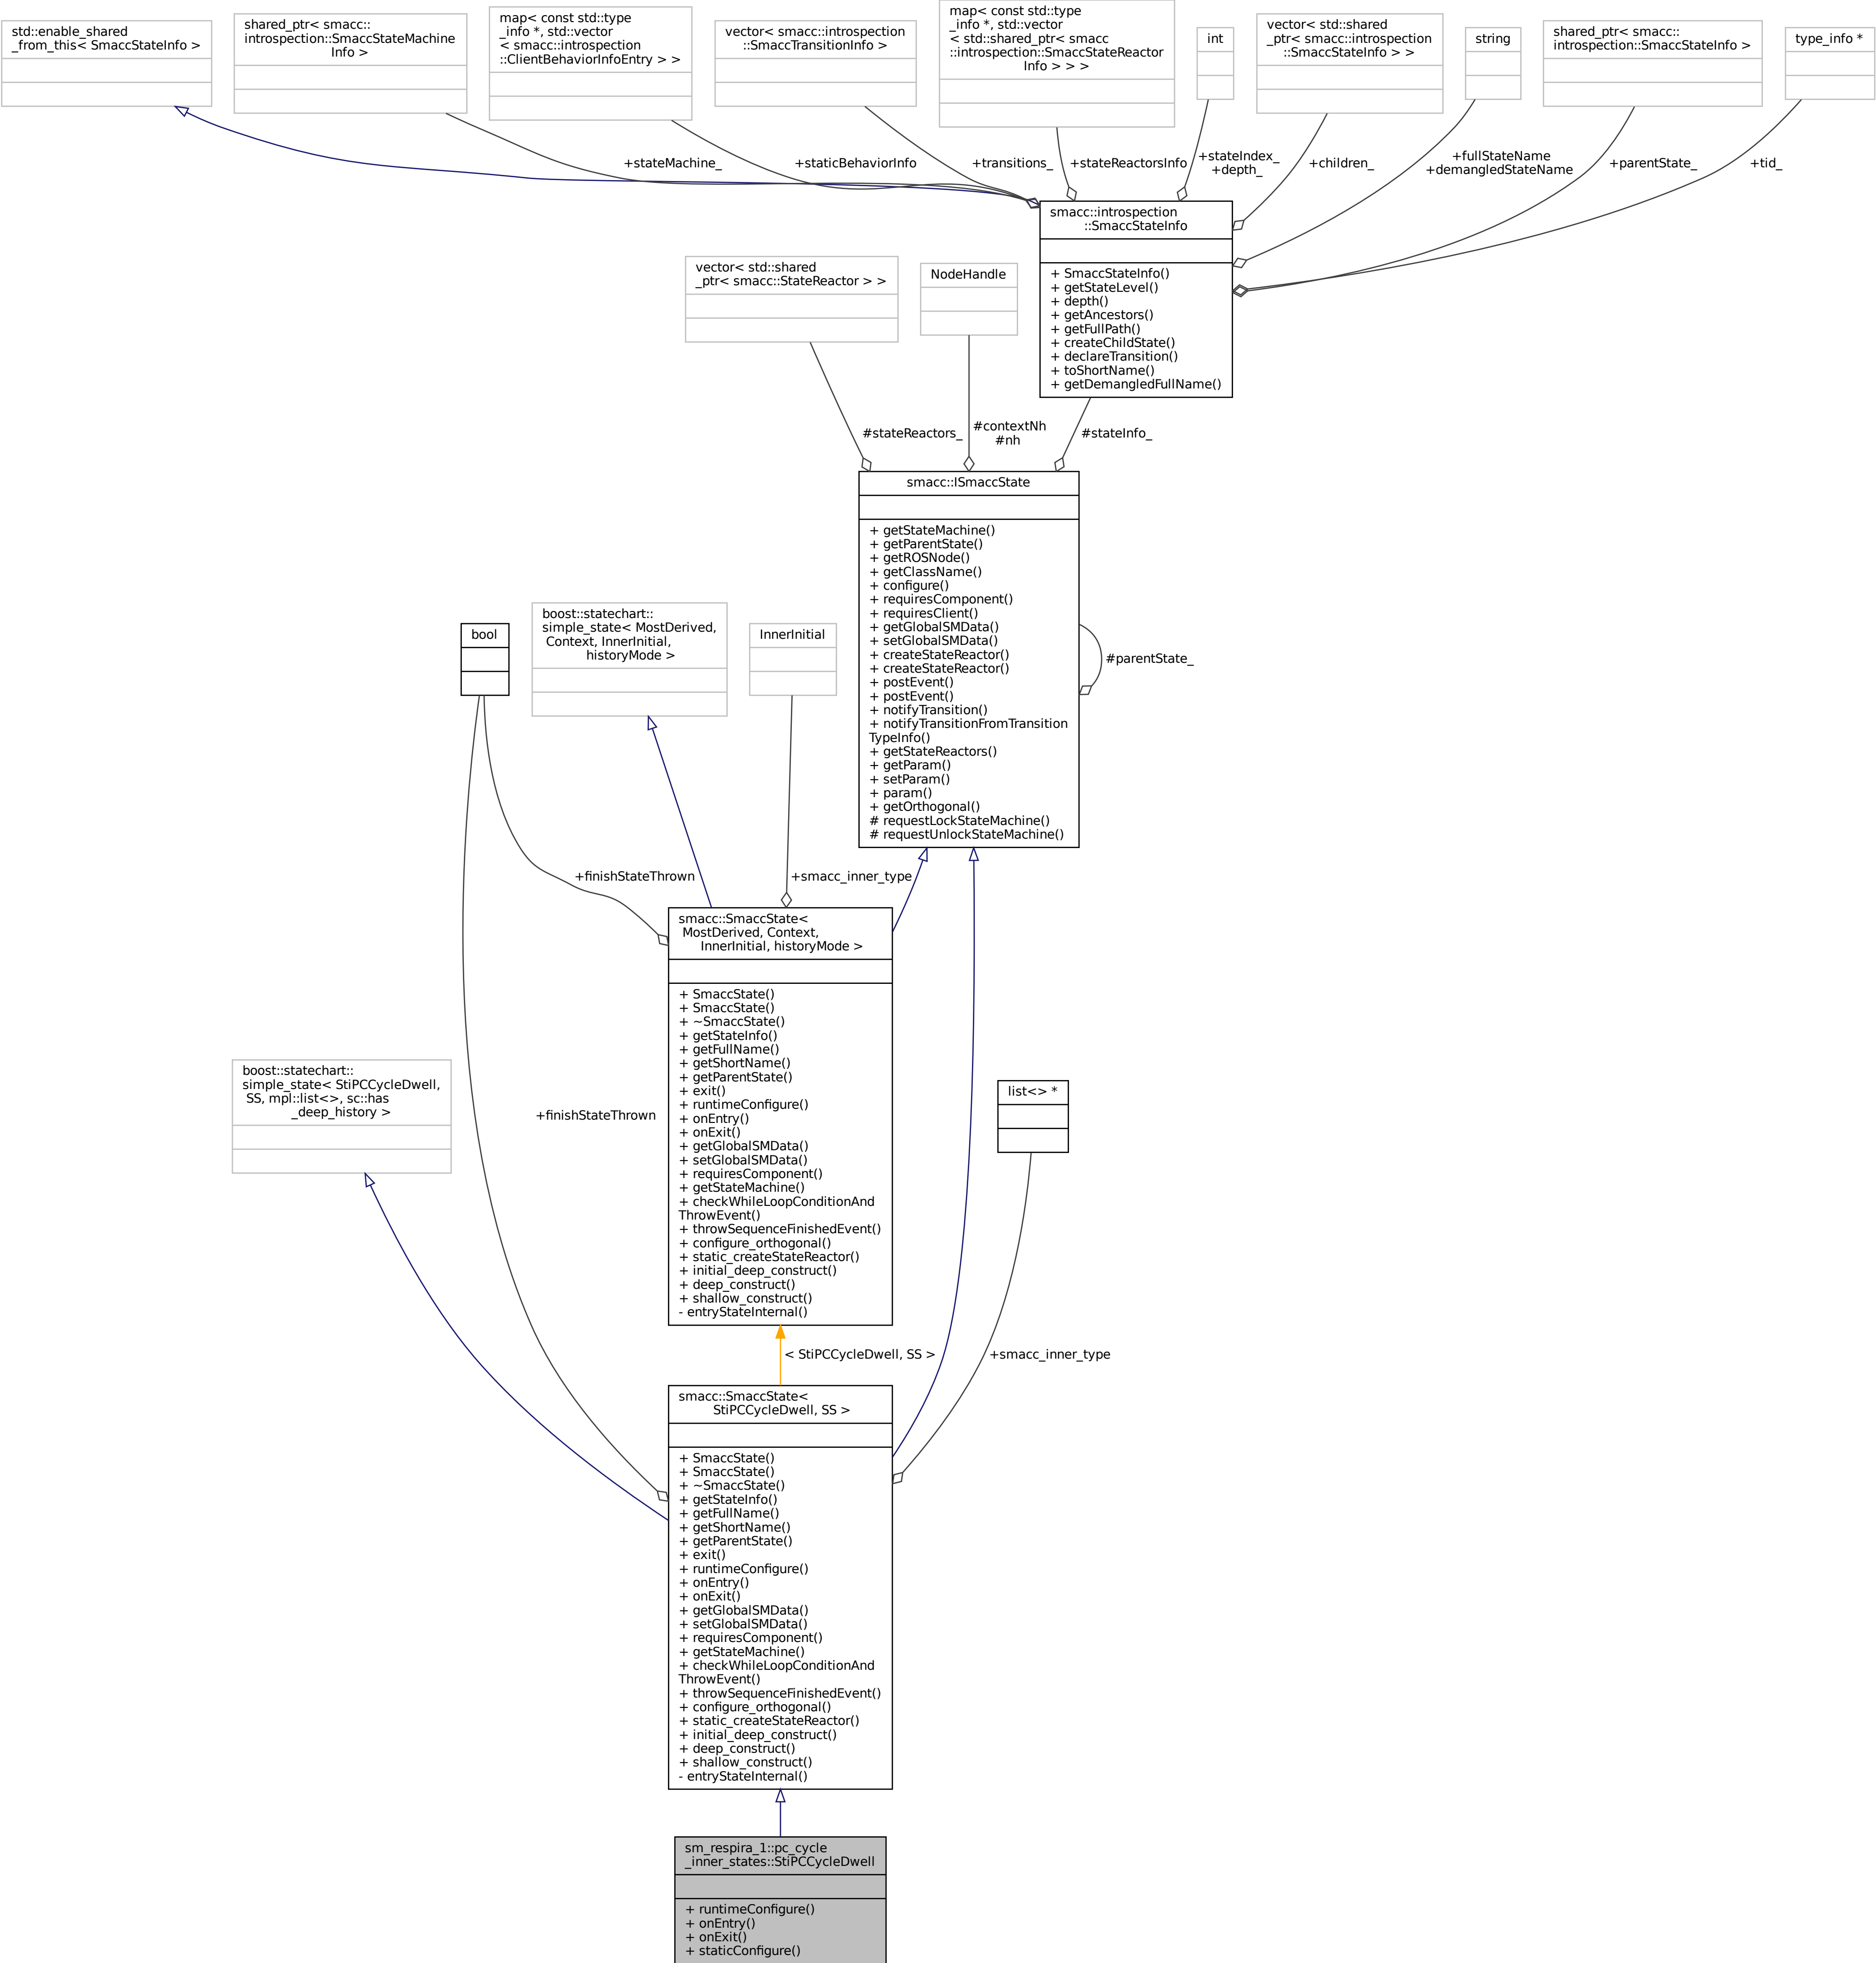 std::enable_shared
_from_this< SmaccStateInfo >
shared_ptr< smacc::
introspection::SmaccStateMachine
Info >
map< const std::type
_info *, std::vector
< smacc::introspection
::ClientBehaviorInfoEntry > >
vector< smacc::introspection
::SmaccTransitionInfo >
map< const std::type
_info *, std::vector
< std::shared_ptr< smacc
::introspection::SmaccStateReactor
Info > > >
int
vector< std::shared
_ptr< smacc::introspection
::SmaccStateInfo > >
string
shared_ptr< smacc::
introspection::SmaccStateInfo >
type_info *
+stateMachine_
+staticBehaviorInfo
+transitions_
+stateReactorsInfo
+stateIndex_
+depth_
+children_
+fullStateName
+demangledStateName
+parentState_
+tid_
smacc::introspection
::SmaccStateInfo
+ SmaccStateInfo()
+ getStateLevel()
+ depth()
+ getAncestors()
+ getFullPath()
+ createChildState()
+ declareTransition()
+ toShortName()
+ getDemangledFullName()
vector< std::shared
_ptr< smacc::StateReactor > >
NodeHandle
#stateReactors_
#contextNh
#nh
#stateInfo_
smacc::ISmaccState
+ getStateMachine()
+ getParentState()
+ getROSNode()
+ getClassName()
+ configure()
+ requiresComponent()
+ requiresClient()
+ getGlobalSMData()
+ setGlobalSMData()
+ createStateReactor()
+ createStateReactor()
+ postEvent()
+ postEvent()
+ notifyTransition()
+ notifyTransitionFromTransition
TypeInfo()
+ getStateReactors()
+ getParam()
+ setParam()
+ param()
+ getOrthogonal()
# requestLockStateMachine()
# requestUnlockStateMachine()
#parentState_
bool
boost::statechart::
simple_state< MostDerived,
Context, InnerInitial,
historyMode >
InnerInitial
+finishStateThrown
+smacc_inner_type
smacc::SmaccState<
MostDerived, Context,
InnerInitial, historyMode >
+ SmaccState()
+ SmaccState()
+ ~SmaccState()
+ getStateInfo()
+ getFullName()
+ getShortName()
+ getParentState()
+ exit()
+ runtimeConfigure()
+ onEntry()
+ onExit()
+ getGlobalSMData()
+ setGlobalSMData()
+ requiresComponent()
+ getStateMachine()
+ checkWhileLoopConditionAnd
ThrowEvent()
+ throwSequenceFinishedEvent()
+ configure_orthogonal()
+ static_createStateReactor()
+ initial_deep_construct()
+ deep_construct()
+ shallow_construct()
- entryStateInternal()
boost::statechart::
simple_state< StiPCCycleDwell,
SS, mpl::list<>, sc::has
_deep_history >
+finishStateThrown
list<> *
< StiPCCycleDwell, SS >
+smacc_inner_type
smacc::SmaccState<
StiPCCycleDwell, SS >
+ SmaccState()
+ SmaccState()
+ ~SmaccState()
+ getStateInfo()
+ getFullName()
+ getShortName()
+ getParentState()
+ exit()
+ runtimeConfigure()
+ onEntry()
+ onExit()
+ getGlobalSMData()
+ setGlobalSMData()
+ requiresComponent()
+ getStateMachine()
+ checkWhileLoopConditionAnd
ThrowEvent()
+ throwSequenceFinishedEvent()
+ configure_orthogonal()
+ static_createStateReactor()
+ initial_deep_construct()
+ deep_construct()
+ shallow_construct()
- entryStateInternal()
sm_respira_1::pc_cycle
_inner_states::StiPCCycleDwell
+ runtimeConfigure()
+ onEntry()
+ onExit()
+ staticConfigure()